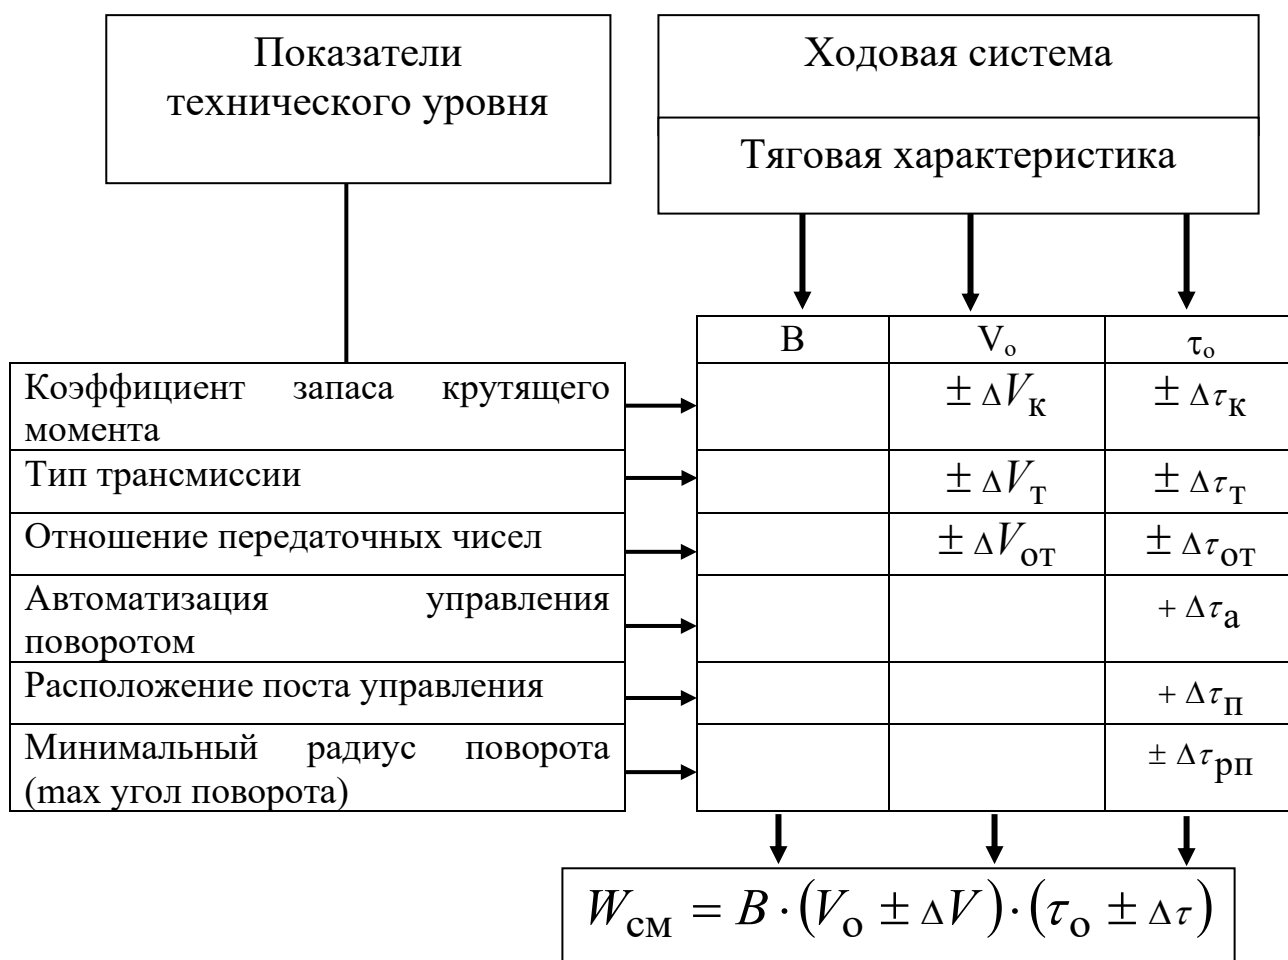 Показатели
технического уровня
Ходовая система
Тяговая характеристика
B V₀ τ₀
Коэффициент запаса крутящего
момента
± ΔVк ± Δτк
Тип трансмиссии ± ΔVт ± Δτт
Отношение передаточных чисел ± ΔVот ± Δτот
Автоматизация управления
поворотом
+ Δτа
Расположение поста управления + Δτп
Минимальный радиус поворота
(max угол поворота)
± Δτрп
Wсм = B · (Vо ± ΔV) · (τо ± Δτ)